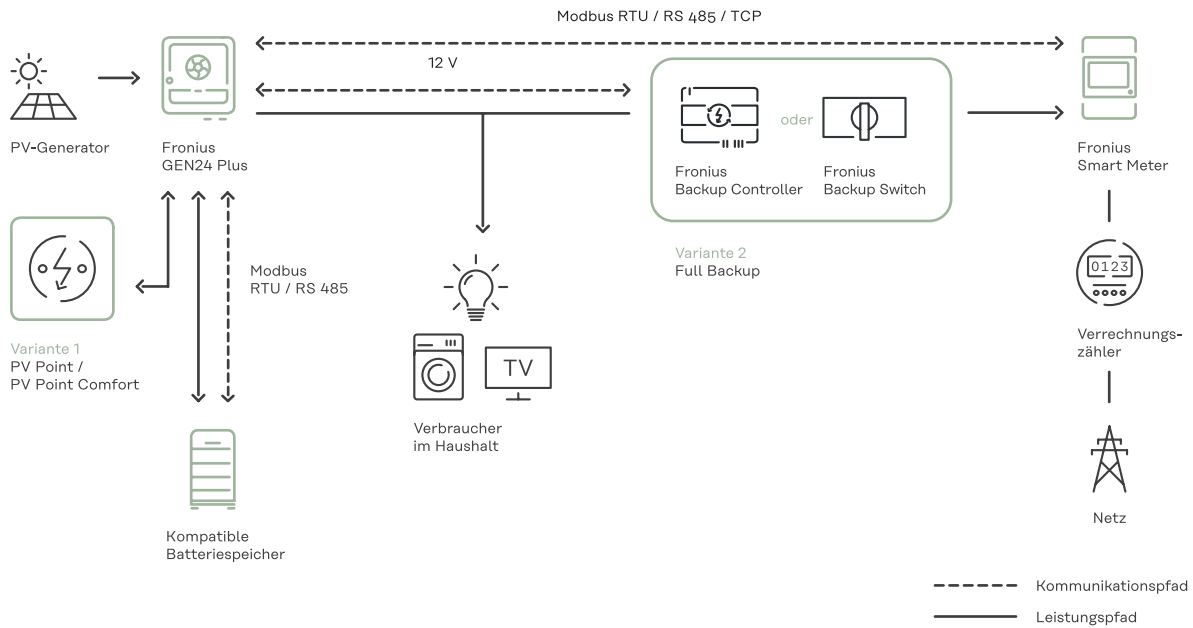 Modbus RTU / RS 485 / TCP
12 V
PV-Generator
Fronius
GEN24 Plus
oder
Fronius
Backup Controller
Fronius
Backup Switch
Fronius
Smart Meter
Variante 2
Full Backup
Modbus
RTU / RS 485
0123
Variante 1
PV Point /
PV Point Comfort
TV
Verbraucher
im Haushalt
Verrechnungs-
zähler
Kompatible
Batteriespeicher
Netz
Kommunikationspfad
Leistungspfad